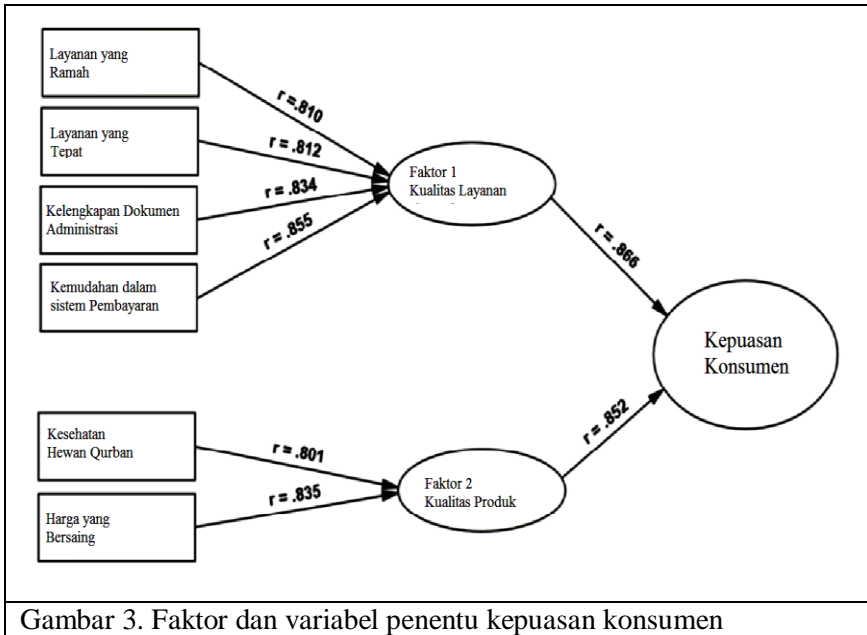 Layanan yang
Ramah
r =.810
Layanan yang
Tepat
r = .812
Kelengkapan Dokumen
Administrasi
r = .834
Kemudahan dalam
sistem Pembayaran
r = .855
Faktor 1
Kualitas Layanan
r = .866
Kepuasan
Konsumen
Kesehatan
Hewan Qurban
r = .801
Harga yang
Bersaing
r = .835
Faktor 2
Kualitas Produk
r = .852
Gambar 3. Faktor dan variabel penentu kepuasan konsumen